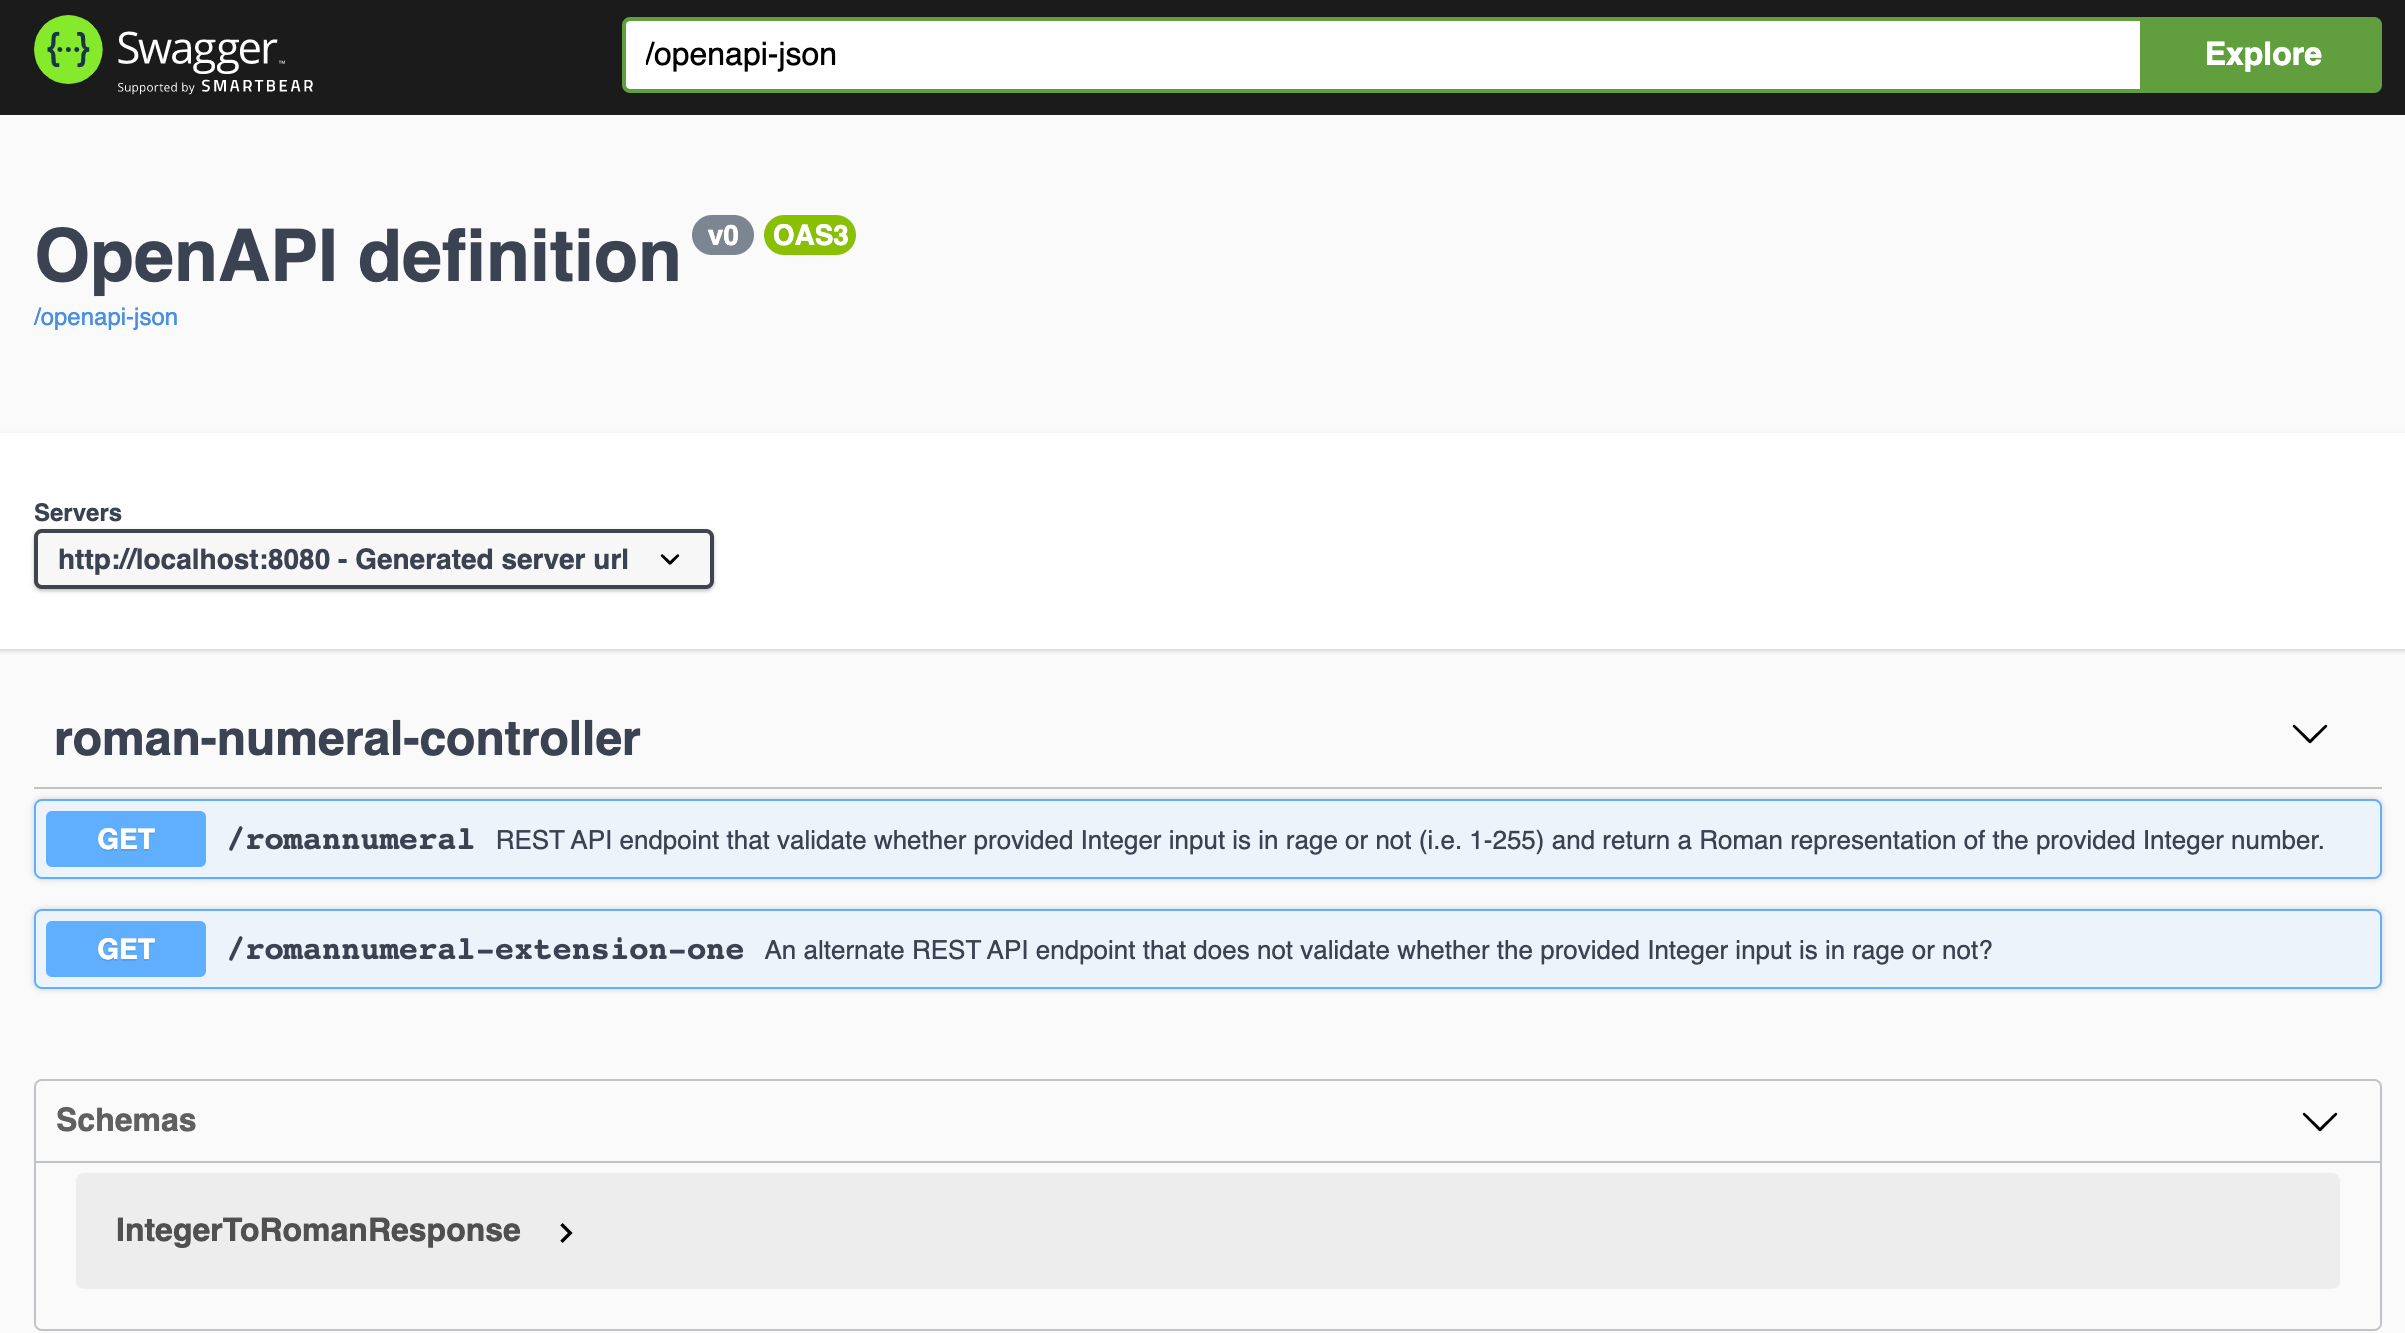 Swagger™
Supported by SMARTBEAR
/openapi-json
Explore
OpenAPI definition v0 OAS3
/openapi-json
Servers
http://localhost:8080 - Generated server url
roman-numeral-controller
GET /romannumeral REST API endpoint that validate whether provided Integer input is in rage or not (i.e. 1-255) and return a Roman representation of the provided Integer number.
GET /romannumeral-extension-one An alternate REST API endpoint that does not validate whether the provided Integer input is in rage or not?
Schemas
IntegerToRomanResponse